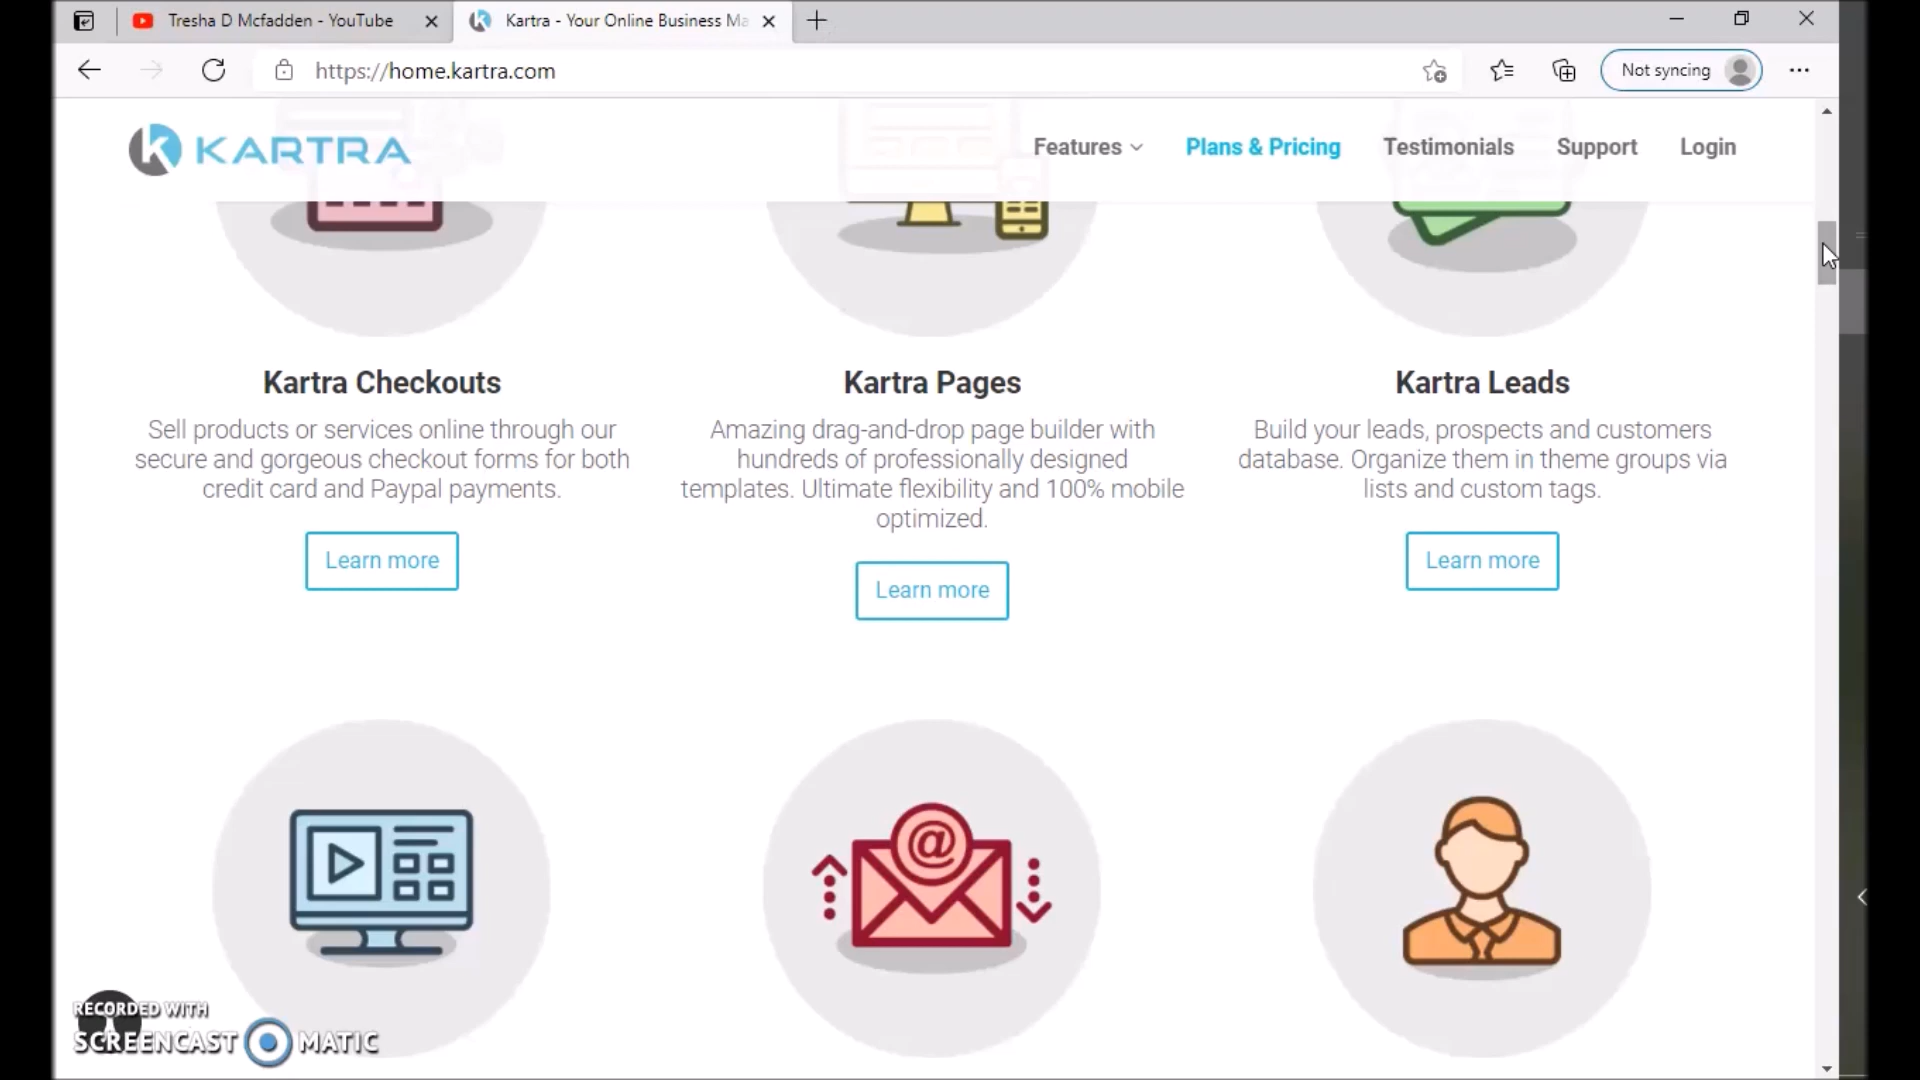 Tresha D Mcfadden - YouTube
Kartra - Your Online Business Ma
https://home.kartra.com
Not syncing
KARTRA
Features
Plans & Pricing
Testimonials
Support
Login
Kartra Checkouts
Sell products or services online through our
secure and gorgeous checkout forms for both
credit card and Paypal payments.
Learn more
Kartra Pages
Amazing drag-and-drop page builder with
hundreds of professionally designed
templates. Ultimate flexibility and 100% mobile
optimized.
Learn more
Kartra Leads
Build your leads, prospects and customers
database. Organize them in theme groups via
lists and custom tags.
Learn more
@
RECORDED WITH
SCREENCAST MATIC